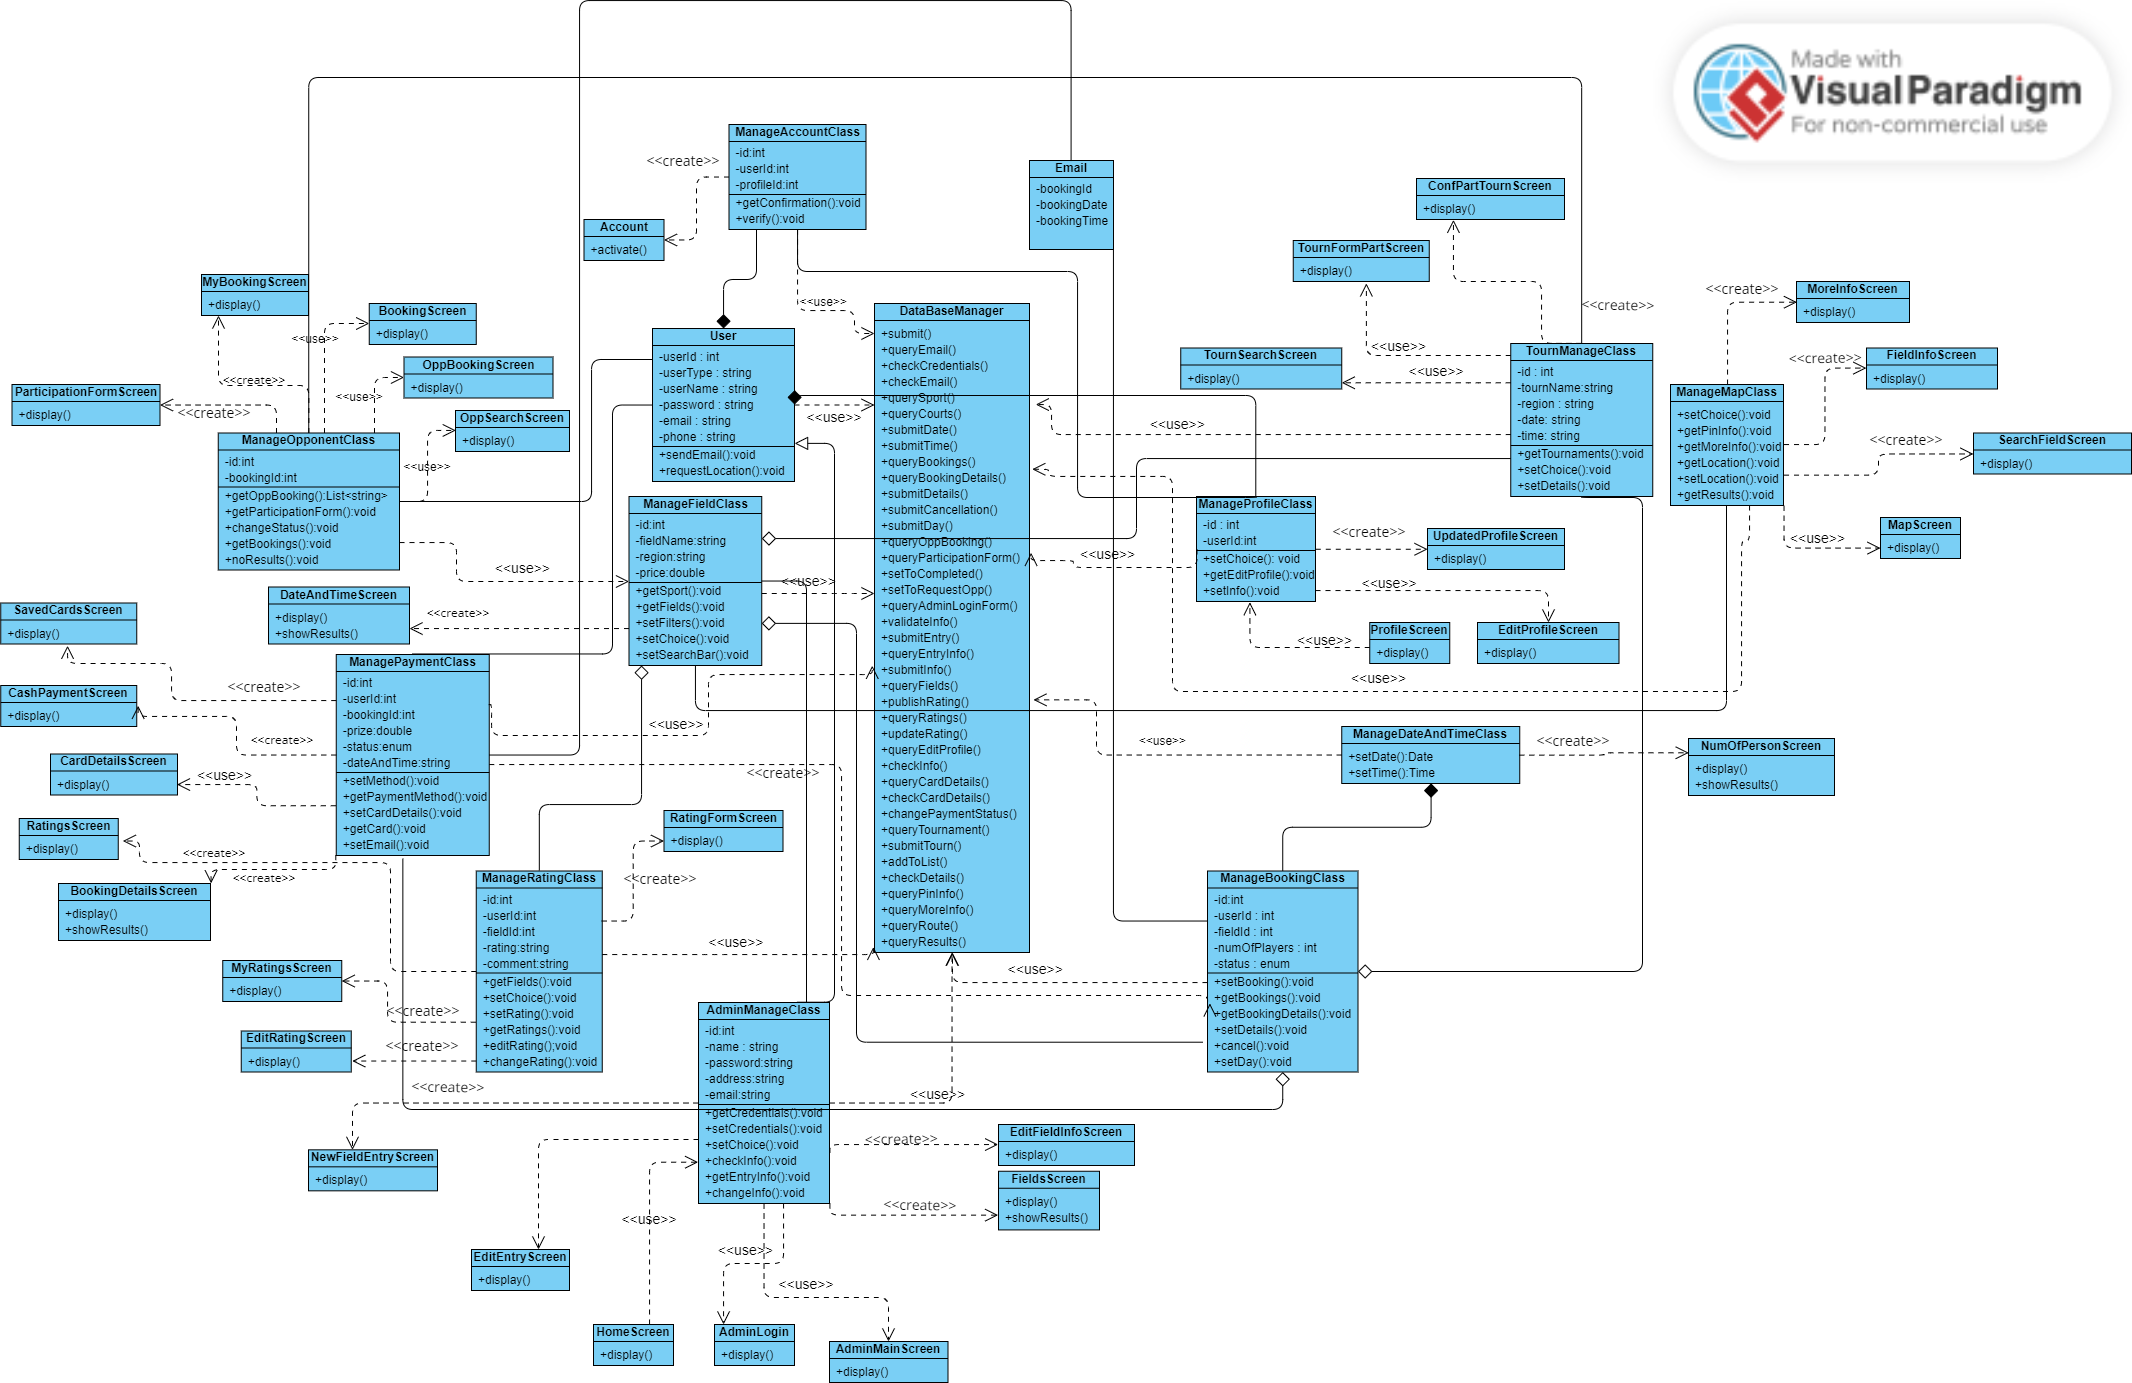 Made with
Visual Paradigm
For non-commercial use
ManageAccountClass
-id:int
-userId:int
-profileId:int
+getConfirmation():void
+verify():void
<<create>>
Account
+activate()
Email
-bookingId
-bookingDate
-bookingTime
ConfPartTournScreen
+display()
TournFormPartScreen
+display()
<<create>>
TournSearchScreen
+display()
<<use>>
<<use>>
TournManageClass
-id : int
-tournName:string
-region : string
-date: string
-time: string
+getTournaments():void
+setChoice():void
+setDetails():void
<<use>>
MoreInfoScreen
+display()
<<create>>
FieldInfoScreen
+display()
<<create>>
ManageMapClass
+setChoice():void
+getPinInfo():void
+getMoreInfo():void
+getLocation():void
+setLocation():void
+getResults():void
<<create>>
SearchFieldScreen
+display()
MapScreen
+display()
<<use>>
<<use>>
MyBookingScreen
+display()
BookingScreen
+display()
<<use>>
OppBookingScreen
+display()
<<create>>
<<use>>
ParticipationFormScreen
+display()
<<create>>
OppSearchScreen
+display()
<<use>>
ManageOpponentClass
-id:int
-bookingId:int
+getOppBooking():List<string>
+getParticipationForm():void
+changeStatus():void
+getBookings():void
+noResults():void
<<use>>
User
-userId : int
-userType : string
-userName : string
-password : string
-email : string
-phone : string
+sendEmail():void
+requestLocation():void
<<use>>
<<use>>
DataBaseManager
+submit()
+queryEmail()
+checkCredentials()
+checkEmail()
+querySport()
+queryCourts()
+submitDate()
+submitTime()
+queryBookings()
+queryBookingDetails()
+submitDetails()
+submitCancellation()
+submitDay()
+queryOppBooking()
+queryParticipationForm()
+setToCompleted()
+setToRequestOpp()
+queryAdminLoginForm()
+validateInfo()
+submitEntry()
+queryEntryInfo()
+submitInfo()
+queryFields()
+publishRating()
+queryRatings()
+updateRating()
+queryEditProfile()
+checkInfo()
+queryCardDetails()
+checkCardDetails()
+changePaymentStatus()
+queryTournament()
+submitTourn()
+addToList()
+checkDetails()
+queryPinInfo()
+queryMoreInfo()
+queryRoute()
+queryResults()
ManageFieldClass
-id:int
-fieldName:string
-region:string
-price:double
+getSport():void
+getFields():void
+setFilters():void
+setChoice():void
+setSearchBar():void
<<use>>
DateAndTimeScreen
+display()
+showResults()
<<create>>
ManageProfileClass
-id : int
-userId:int
+setChoice(): void
+getEditProfile():void
+setInfo():void
<<use>>
<<create>>
UpdatedProfileScreen
+display()
<<use>>
EditProfileScreen
+display()
ProfileScreen
+display()
<<use>>
SavedCardsScreen
+display()
<<create>>
CashPaymentScreen
+display()
<<create>>
CardDetailsScreen
+display()
<<use>>
ManagePaymentClass
-id:int
-userId:int
-bookingId:int
-prize:double
-status:enum
-dateAndTime:string
+setMethod():void
+getPaymentMethod():void
+setCardDetails():void
+getCard():void
+setEmail():void
<<use>>
<<create>>
RatingsScreen
+display()
<<create>>
<<create>>
BookingDetailsScreen
+display()
+showResults()
RatingFormScreen
+display()
<<create>>
ManageRatingClass
-id:int
-userId:int
-fieldId:int
-rating:string
-comment:string
+getFields():void
+setChoice():void
+setRating():void
+getRatings():void
+editRating();void
+changeRating():void
<<use>>
MyRatingsScreen
+display()
<<create>>
EditRatingScreen
+display()
<<create>>
ManageDateAndTimeClass
+setDate():Date
+setTime():Time
<<use>>
<<create>>
NumOfPersonScreen
+display()
+showResults()
ManageBookingClass
-id:int
-userId : int
-fieldId : int
-numOfPlayers : int
-status : enum
+setBooking():void
+getBookings():void
+getBookingDetails():void
+setDetails():void
+cancel():void
+setDay():void
<<use>>
AdminManageClass
-id:int
-name : string
-password:string
-address:string
-email:string
+getCredentials():void
+setCredentials():void
+setChoice():void
+checkInfo():void
+getEntryInfo():void
+changeInfo():void
<<use>>
<<create>>
NewFieldEntryScreen
+display()
<<create>>
EditFieldInfoScreen
+display()
<<create>>
FieldsScreen
+display()
+showResults()
EditEntryScreen
+display()
<<use>>
HomeScreen
+display()
<<use>>
AdminLogin
+display()
<<use>>
AdminMainScreen
+display()